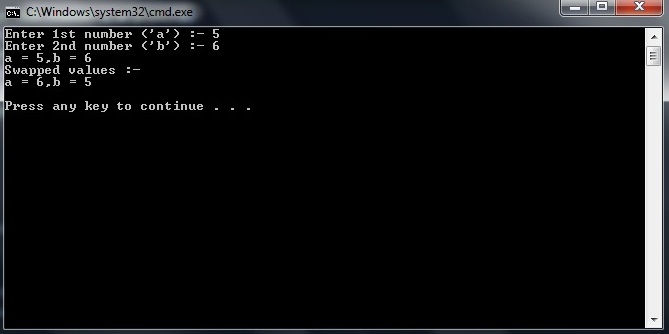 C:\Windows\system32\cmd.exe
Enter 1st number ('a') :- 5
Enter 2nd number ('b') :- 6
a = 5,b = 6
Swapped values :-
a = 6,b = 5
Press any key to continue . . .